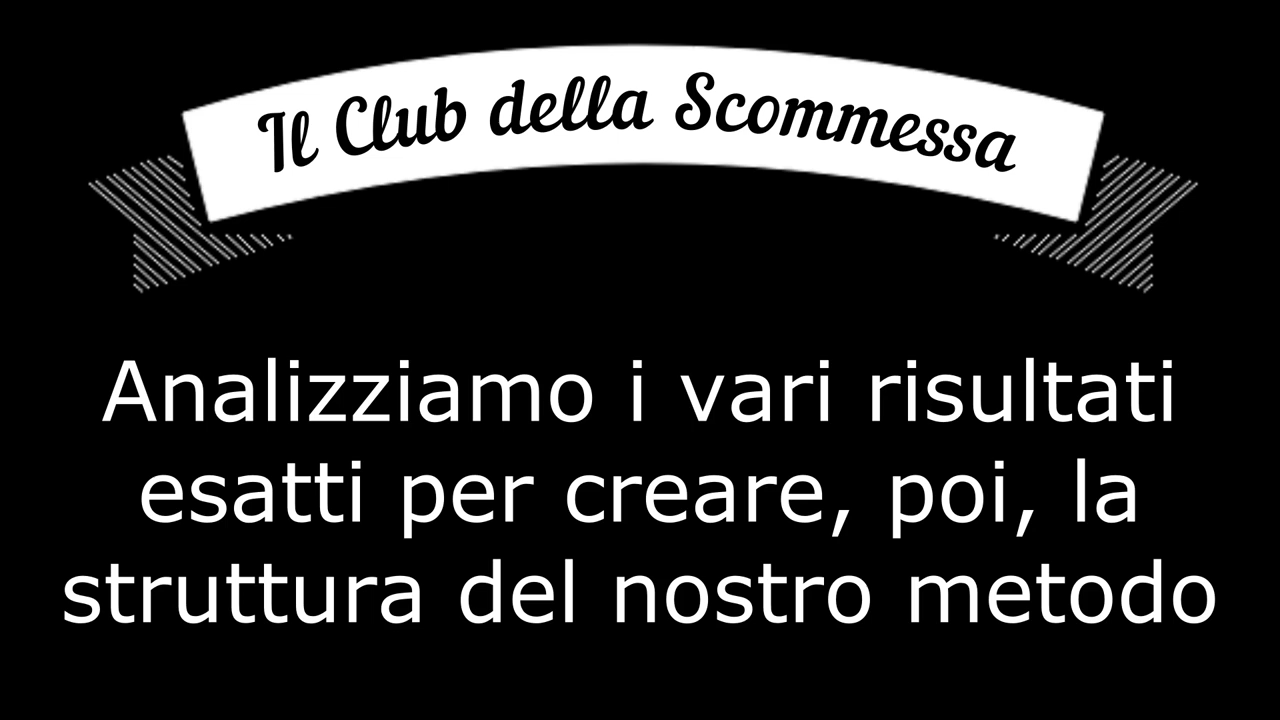 Il Club della Scommessa
Analizziamo i vari risultati
esatti per creare, poi, la
struttura del nostro metodo